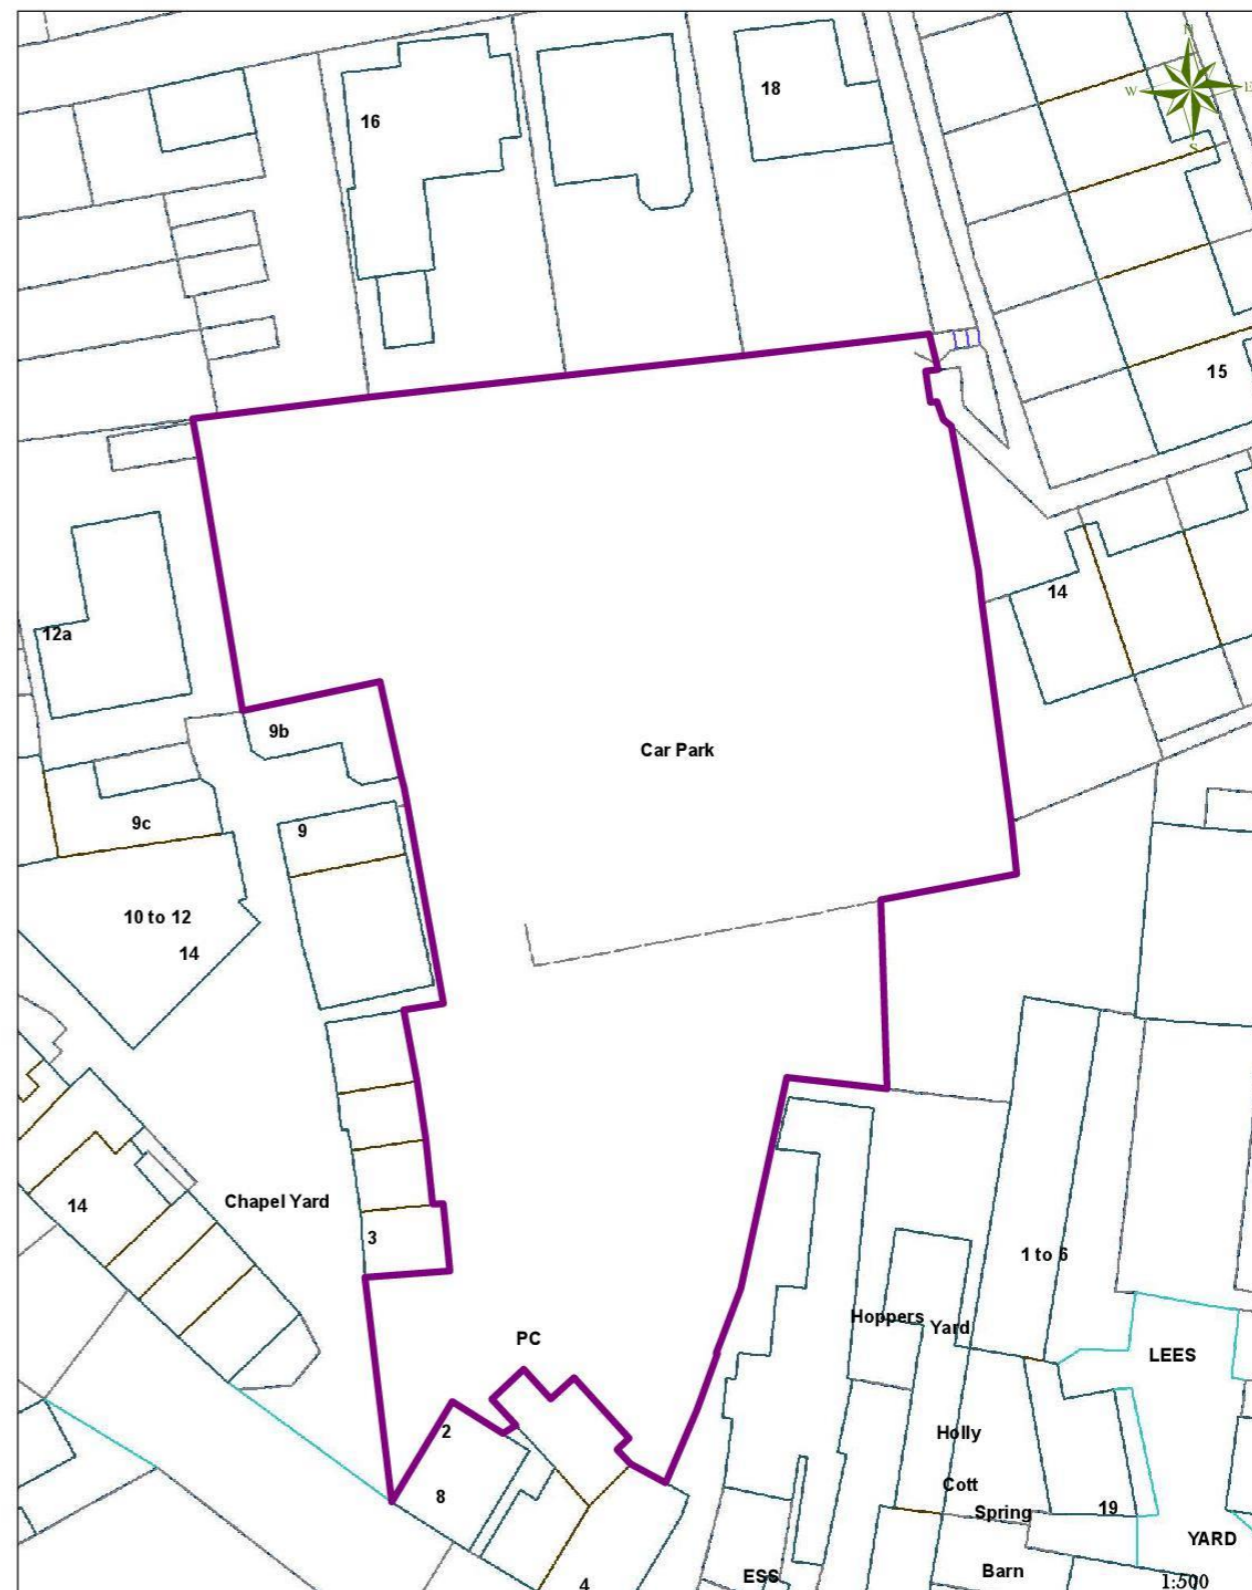 N
W E
S
16
18
15
14
12a
9b
Car Park
9
9c
10 to 12
14
14
Chapel Yard
3
1 to 6
PC
Hoppers
Yard
LEES
2
Holly
8
Cott
Spring
19
YARD
Barn
ESS
4
1:500